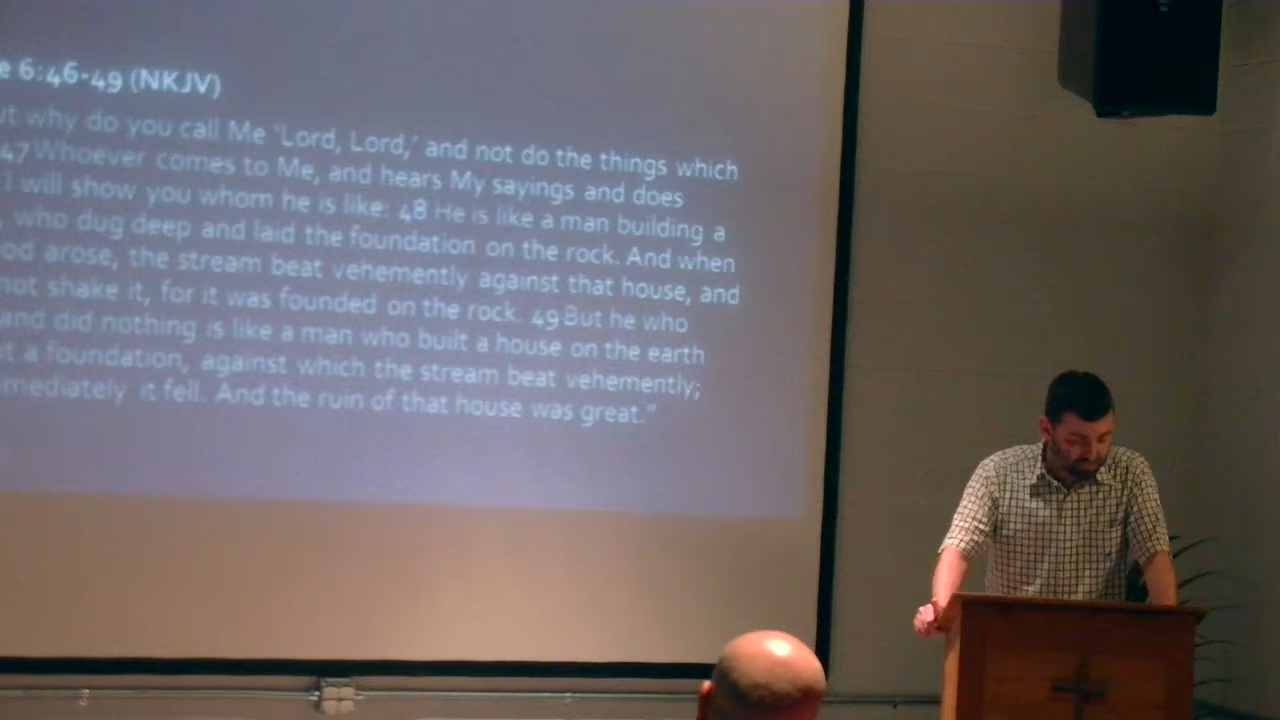 e 6:46-49 (NKJV)
ut why do you call Me 'Lord, Lord,' and not do the things which
47 Whoever comes to Me, and hears My sayings and does
I will show you whom he is like: 48 He is like a man building a
, who dug deep and laid the foundation on the rock. And when
od arose, the stream beat vehemently against that house, and
not shake it, for it was founded on the rock. 49 But he who
and did nothing is like a man who built a house on the earth
t a foundation, against which the stream beat vehemently;
mediately it fell. And the ruin of that house was great."